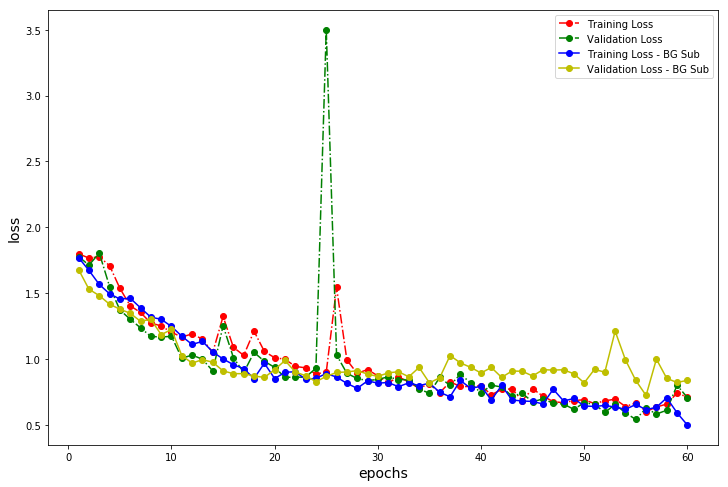 Training Loss
Validation Loss
Training Loss - BG Sub
Validation Loss - BG Sub
3.5
3.0
2.5
2.0
1.5
1.0
0.5
loss
0 10 20 30 40 50 60
epochs